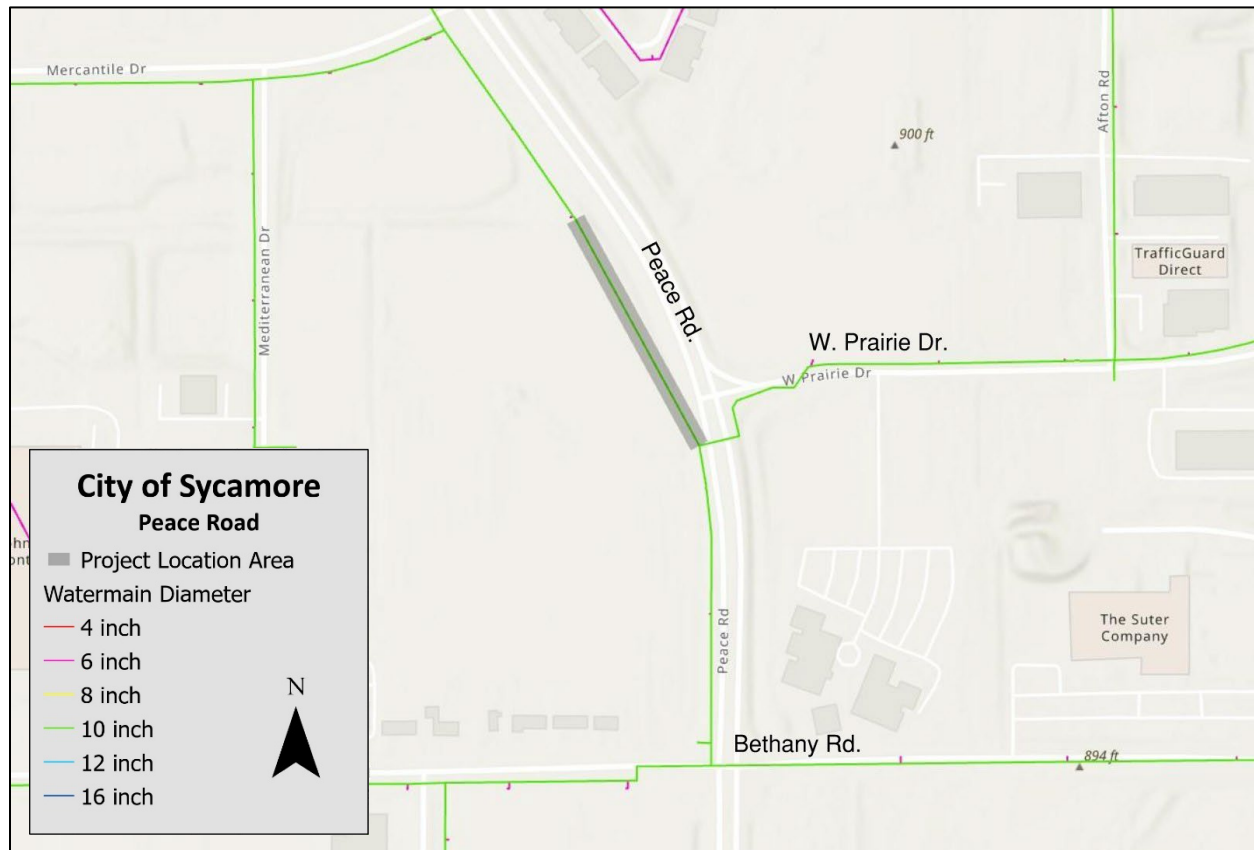 Mercantile Dr
Afton Rd
900 ft
Mediterranean Dr
Peace Rd.
TrafficGuard
Direct
W. Prairie Dr.
W Prairie Dr
City of Sycamore
Peace Road
Project Location Area
Watermain Diameter
4 inch
6 inch
8 inch
10 inch
12 inch
16 inch
N
Peace Rd
The Suter
Company
Bethany Rd.
894 ft